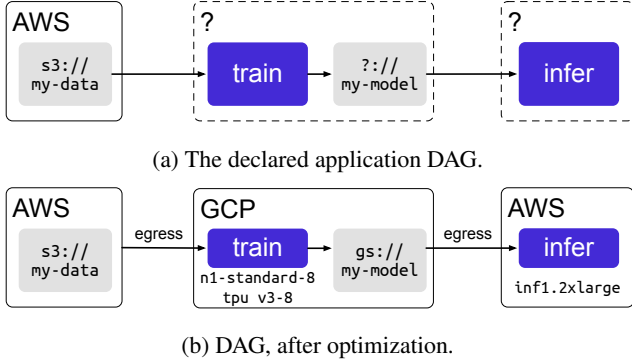 AWS
?
?
s3://
my-data
train
?://
my-model
infer
(a) The declared application DAG.
AWS
GCP
AWS
s3://
my-data
egress
train
n1-standard-8
tpu v3-8
gs://
my-model
egress
infer
inf1.2xlarge
(b) DAG, after optimization.